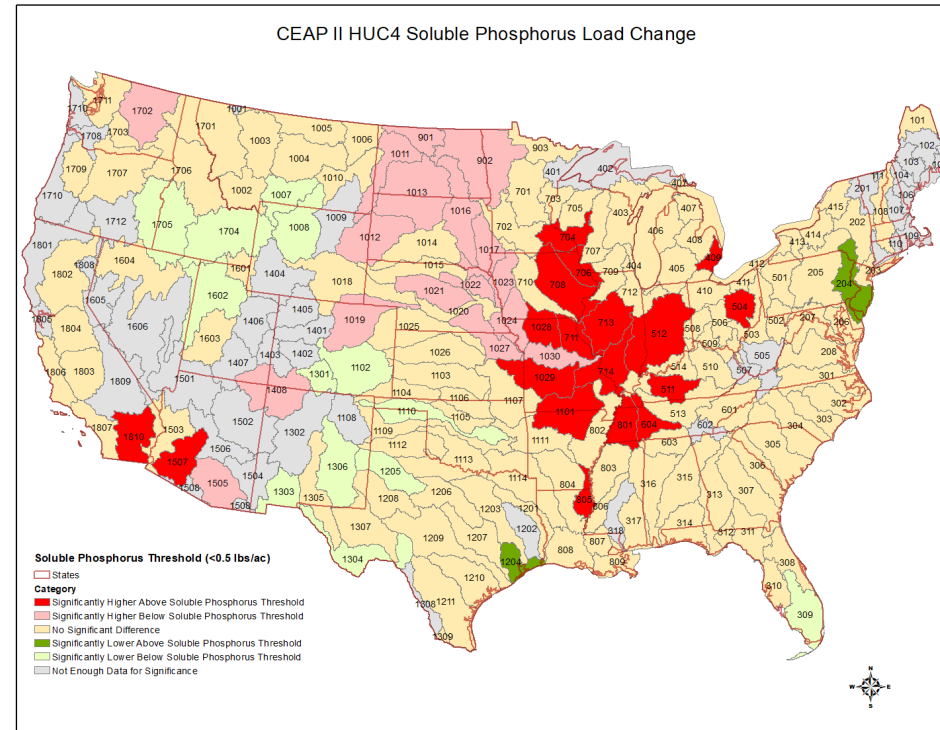 CEAP II HUC4 Soluble Phosphorus Load Change
1711 1702 1710 1001 1005 901 101
1708 1703 1701 1003 1006 1011 902 903 102
1004 401 402 103
1709 1707 1706 1013 701 104
1002 1010 111
1710 1007 703 705 407 201 106
1712 1705 1704 1008 1009 1016 403 415 108 107
1012 702 704 406 202 109
1801 1014 1017 408 409 414 110
1808 1604 1601 1404 1015 707 413
1802 1018 1021 1022 1023 710 708 706 709 404 405 412 204 203
1605 1602 1405 712 410 411 501 205
1805 1606 1406 1401 1019 1020 1024 1028 713 504 206
1804 1603 1025 711 512 508 506 502 207
1407 1403 1402 1027 1030 509 503
1803 1301 1102 1026 505 208
1806 1809 1501 1408 1103 1029 714 514 510 507
1104 511 301
1807 1810 1503 1502 1106 1107 1101 302
1302 1108 1110 1105 513 601 303
1507 1506 1109 801 604 602 304
1112 1111 802 603 305
1505 1504 1306 1113
1508 1303 1205 1114 803 306
1508 1305 1208 1206 804 805 806 316 315 313 307
1203 1201 1202
1307 1209 1207 318 317 314 312 311
1304 1204 808 807 809 308
1210 310
1308 1211 309
1309
Soluble Phosphorus Threshold (<0.5 lbs/ac)
States
Category
Significantly Higher Above Soluble Phosphorus Threshold
Significantly Higher Below Soluble Phosphorus Threshold
No Significant Difference
Significantly Lower Above Soluble Phosphorus Threshold
Significantly Lower Below Soluble Phosphorus Threshold
Not Enough Data for Significance
N
W E
S